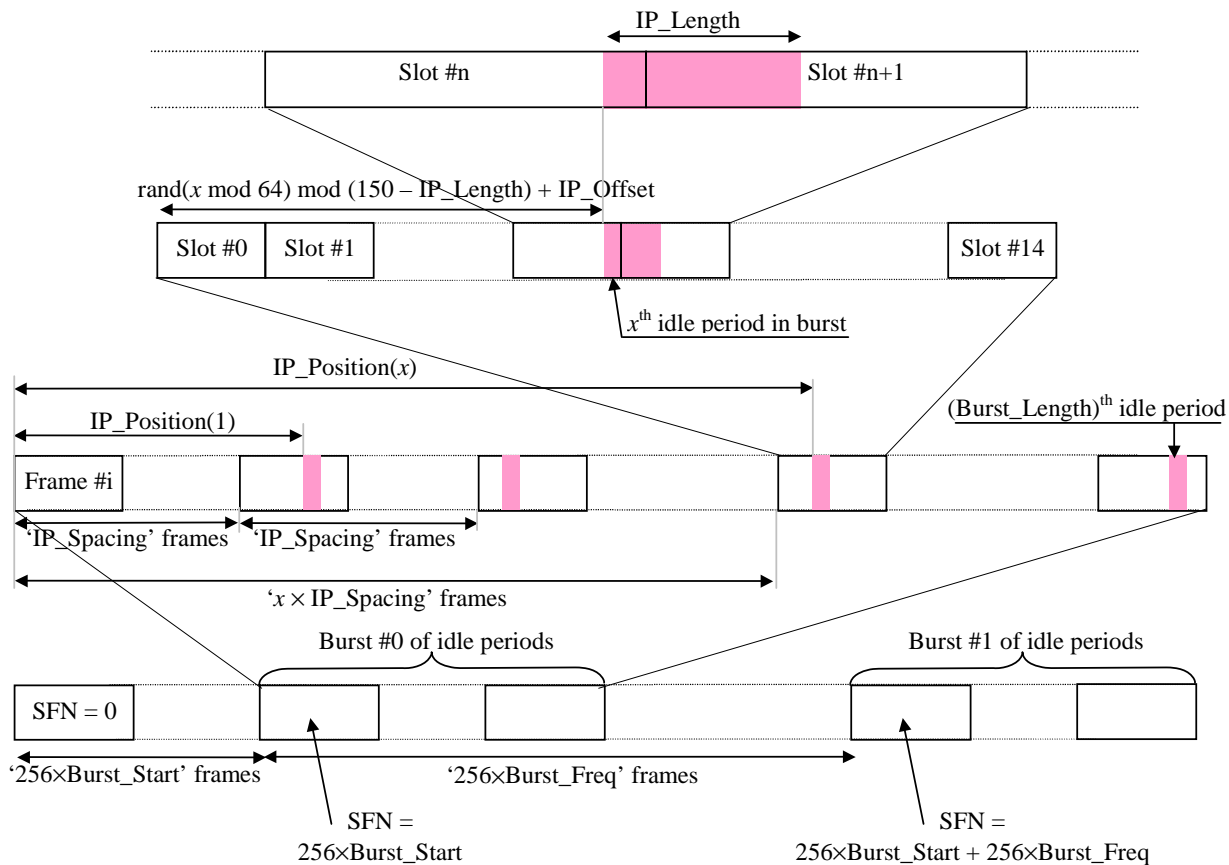 IP_Length
Slot #n
Slot #n+1
rand(x mod 64) mod (150 – IP_Length) + IP_Offset
Slot #0
Slot #1
Slot #14
xth idle period in burst
IP_Position(x)
(Burst_Length)th idle period
IP_Position(1)
Frame #i
‘IP_Spacing’ frames
‘IP_Spacing’ frames
‘x × IP_Spacing’ frames
Burst #0 of idle periods
Burst #1 of idle periods
SFN = 0
‘256×Burst_Start’ frames
‘256×Burst_Freq’ frames
SFN =
256×Burst_Start
SFN =
256×Burst_Start + 256×Burst_Freq